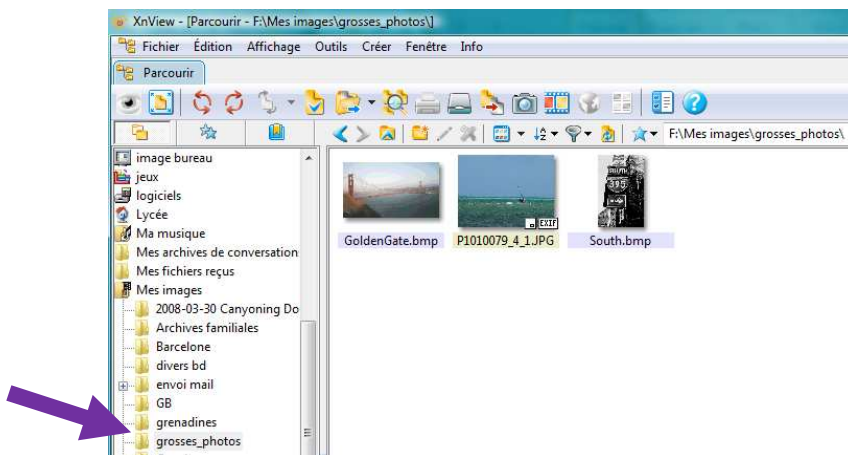 XnView - [Parcourir - F:\Mes images\grosses_photos\]
Fichier Édition Affichage Outils Créer Fenêtre Info
Parcourir
F:\Mes images\grosses_photos\
image bureau
jeux
logiciels
Lycée
Ma musique
Mes archives de conversation
Mes fichiers reçus
Mes images
2008-03-30 Canyoning Do
Archives familiales
Barcelone
divers bd
envoi mail
GB
grenadines
grosses_photos
EXIF
SOUTH
395
GoldenGate.bmp P1010079_4_1.JPG South.bmp